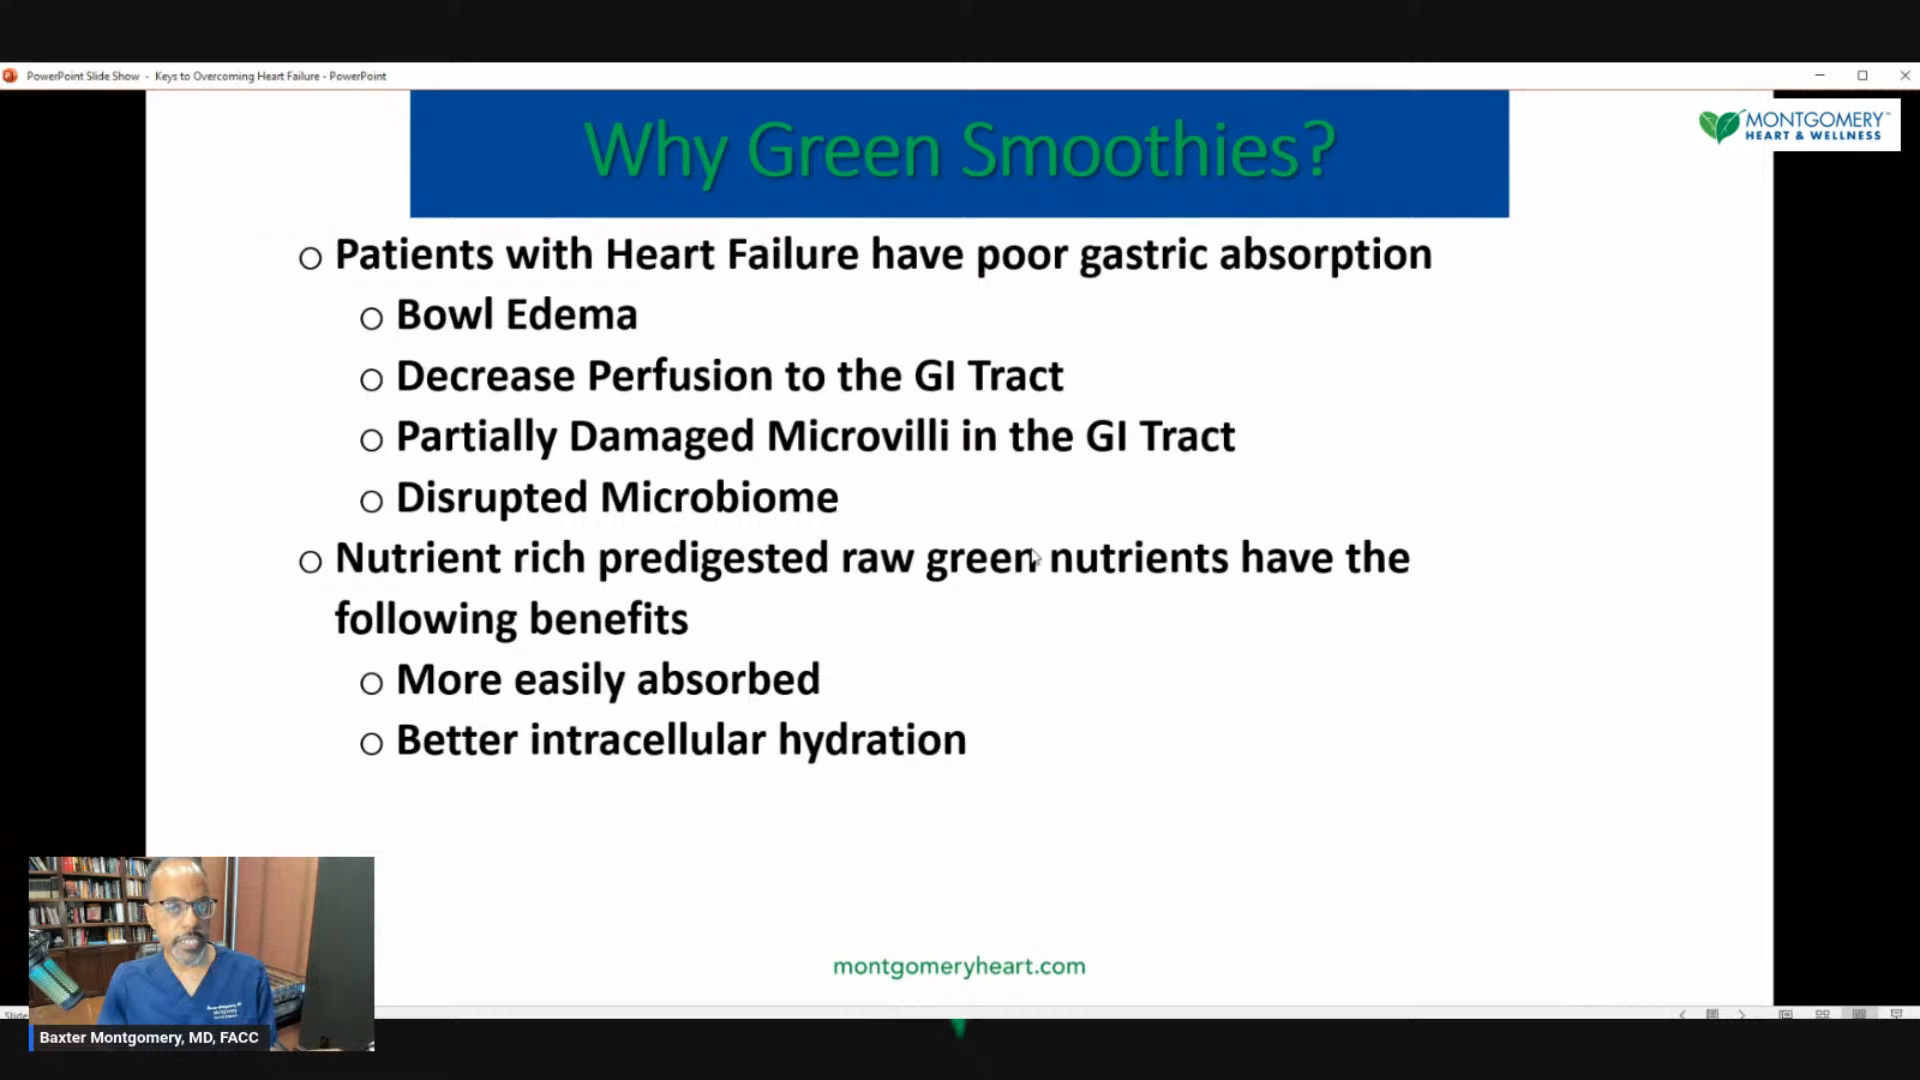 PowerPoint Slide Show - Keys to Overcoming Heart Failure - PowerPoint
MONTGOMERY™
HEART & WELLNESS
Why Green Smoothies?
Patients with Heart Failure have poor gastric absorption
Bowl Edema
Decrease Perfusion to the GI Tract
Partially Damaged Microvilli in the GI Tract
Disrupted Microbiome
Nutrient rich predigested raw green nutrients have the
following benefits
More easily absorbed
Better intracellular hydration
montgomeryheart.com
Baxter Montgomery, MD, FACC